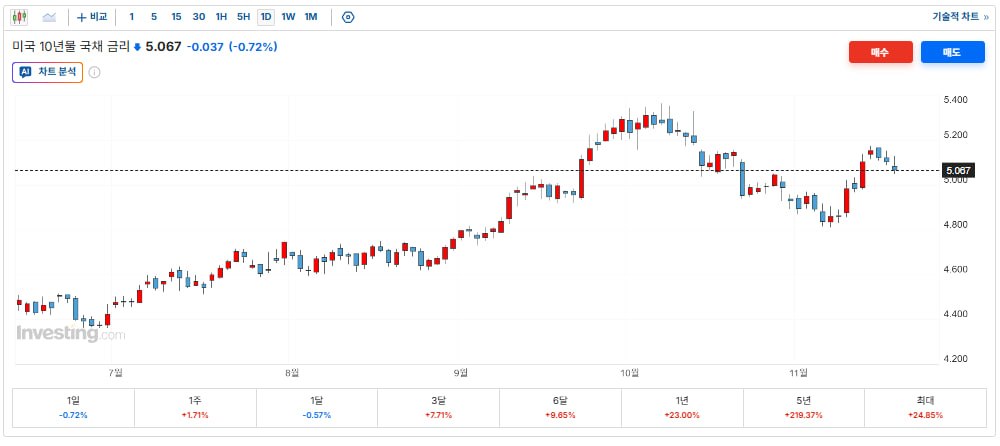 비교 1 5 15 30 1H 5H 1D 1W 1M 기술적 차트 »
미국 10년물 국채 금리 5.067 -0.037 (-0.72%) 매수 매도
AI 차트 분석
5.400
5.200
5.067
5.000
4.800
4.600
4.400
4.200
Investing.com
7월 8월 9월 10월 11월
1일 1주 1달 3달 6달 1년 5년 최대
-0.72% +1.71% -0.57% +7.71% +9.65% +23.00% +219.37% +24.85%